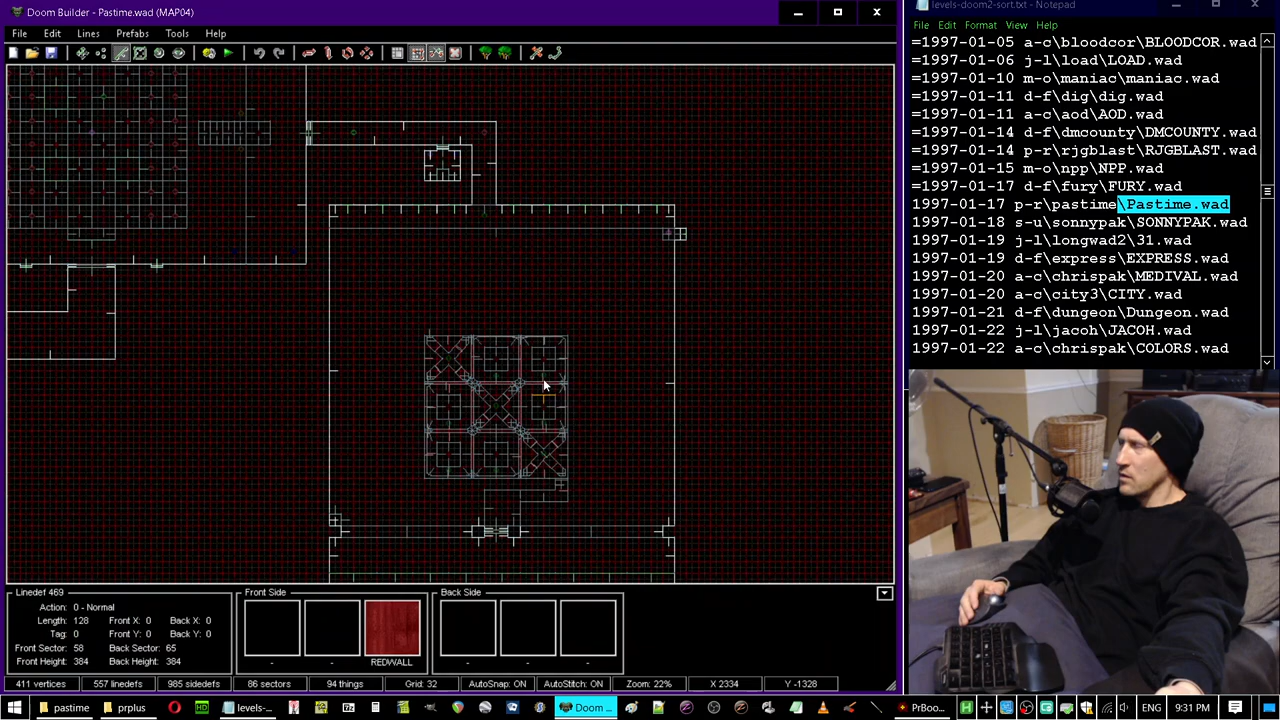 Doom Builder - Pastime.wad (MAP04)
File Edit Lines Prefabs Tools Help
Linedef 469
Action: 0 - Normal
Length: 128 Front X: 0 Back X: 0
Tag: 0 Front Y: 0 Back Y: 0
Front Sector: 58 Back Sector: 65
Front Height: 384 Back Height: 384
Front Side
- - REDWALL
Back Side
- - -
411 vertices 557 linedefs 985 sidedefs 86 sectors 94 things Grid: 32 AutoSnap: ON AutoStitch: ON Zoom: 22% X 2334 Y -1328
levels-doom2-sort.txt - Notepad
File Edit Format View Help
=1997-01-05 a-c\bloodcor\BLOODCOR.wad
=1997-01-06 j-l\load\LOAD.wad
=1997-01-10 m-o\maniac\maniac.wad
=1997-01-11 d-f\dig\dig.wad
=1997-01-11 a-c\aod\AOD.wad
=1997-01-14 d-f\dmcounty\DMCOUNTY.wad
=1997-01-14 p-r\rjgblast\RJGBLAST.wad
=1997-01-15 m-o\npp\NPP.wad
=1997-01-17 d-f\fury\FURY.wad
1997-01-17 p-r\pastime\Pastime.wad
1997-01-18 s-u\sonnypak\SONNYPAK.wad
1997-01-19 j-l\longwad2\31.wad
1997-01-19 d-f\express\EXPRESS.wad
1997-01-20 a-c\chrispak\MEDIVAL.wad
1997-01-20 a-c\city3\CITY.wad
1997-01-21 d-f\dungeon\Dungeon.wad
1997-01-22 j-l\jacoh\JACOH.wad
1997-01-22 a-c\chrispak\COLORS.wad
pastime prplus levels-... Doom ... PrBoo... 9:31 PM